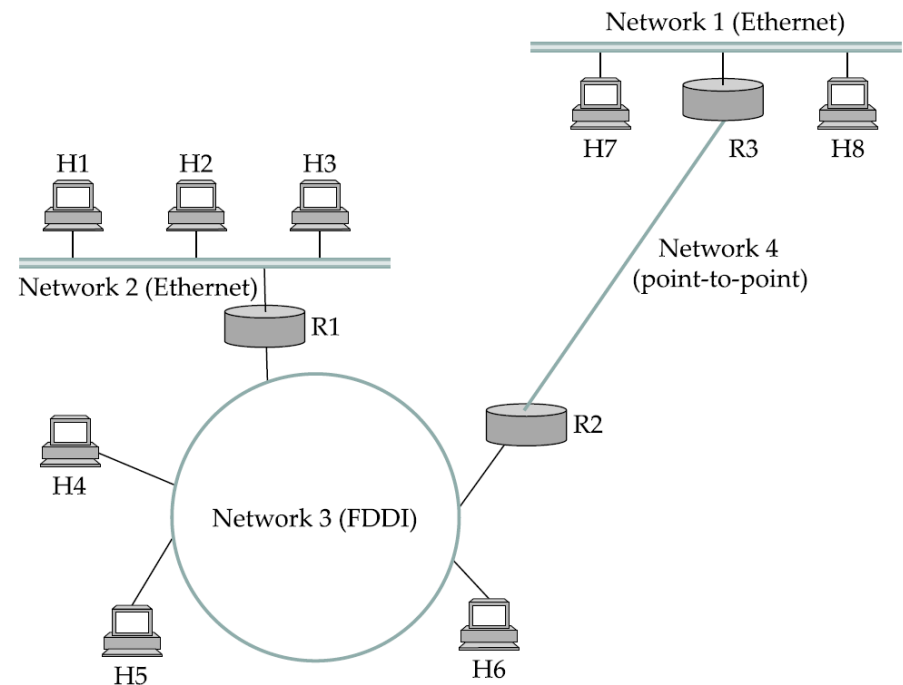 Network 1 (Ethernet)
H7
R3
H8
H1
H2
H3
Network 2 (Ethernet)
R1
Network 4
(point-to-point)
R2
H4
Network 3 (FDDI)
H5
H6